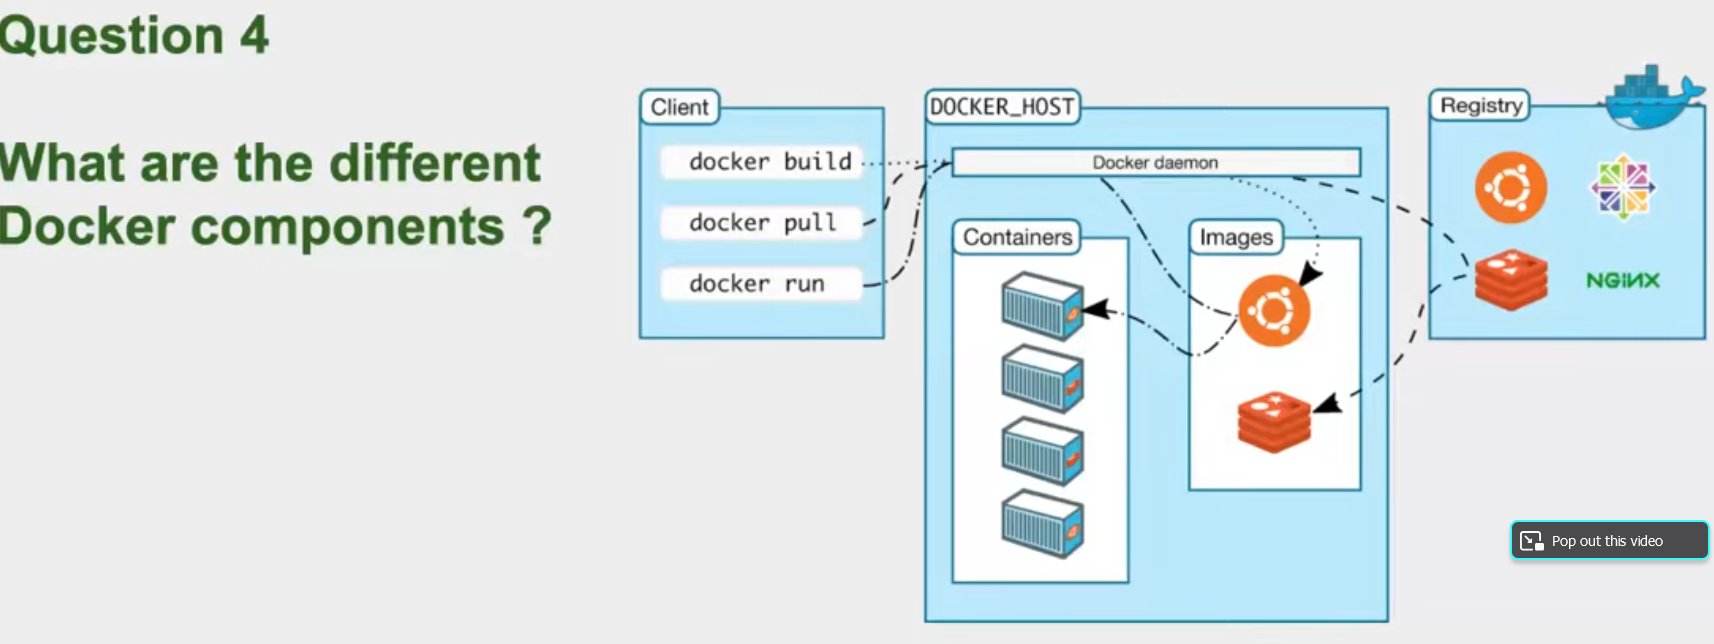 Question 4
What are the different
Docker components ?
Client
docker build
docker pull
docker run
DOCKER_HOST
Docker daemon
Containers
Images
Registry
NGINX
Pop out this video